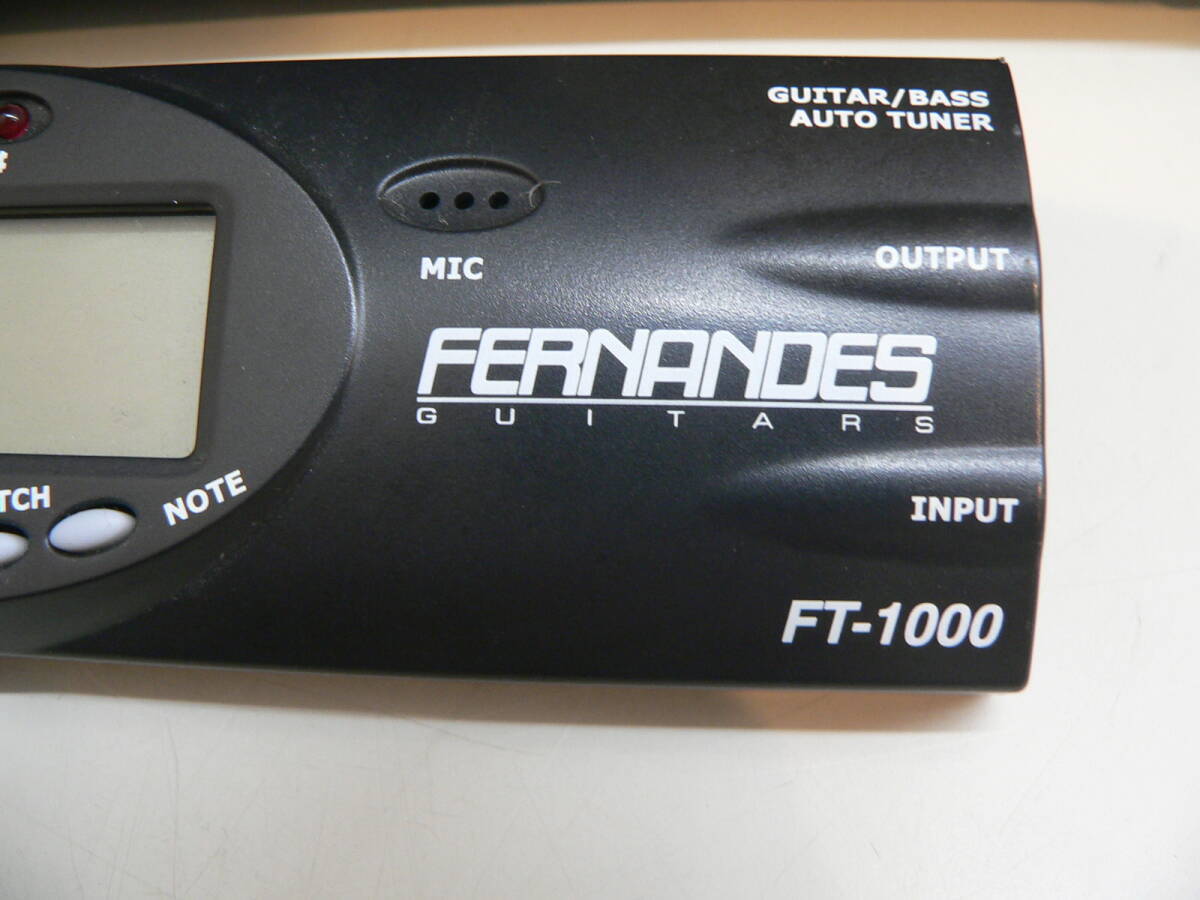 GUITAR/BASS
AUTO TUNER
MIC
OUTPUT
FERNANDES
GUITARS
NOTE
INPUT
FT-1000